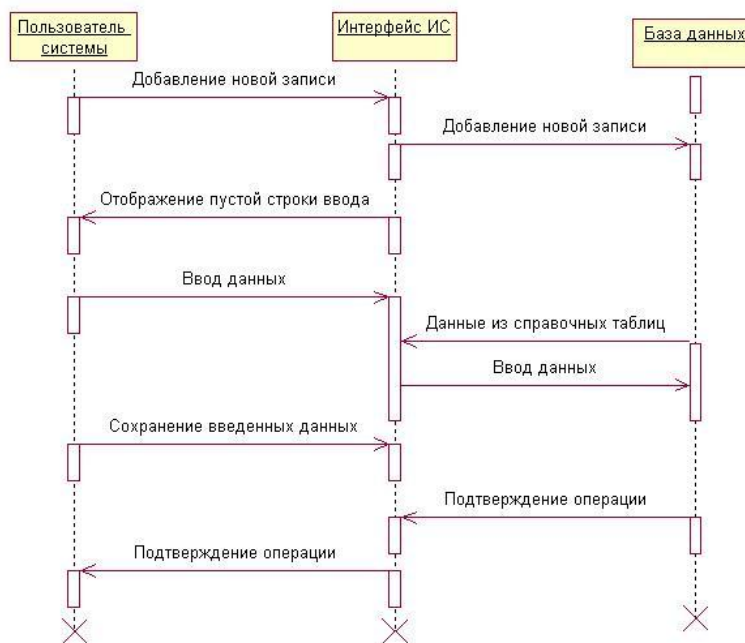 Пользователь
системы
Интерфейс ИС
База данных
Добавление новой записи
Добавление новой записи
Отображение пустой строки ввода
Ввод данных
Данные из справочных таблиц
Ввод данных
Сохранение введенных данных
Подтверждение операции
Подтверждение операции